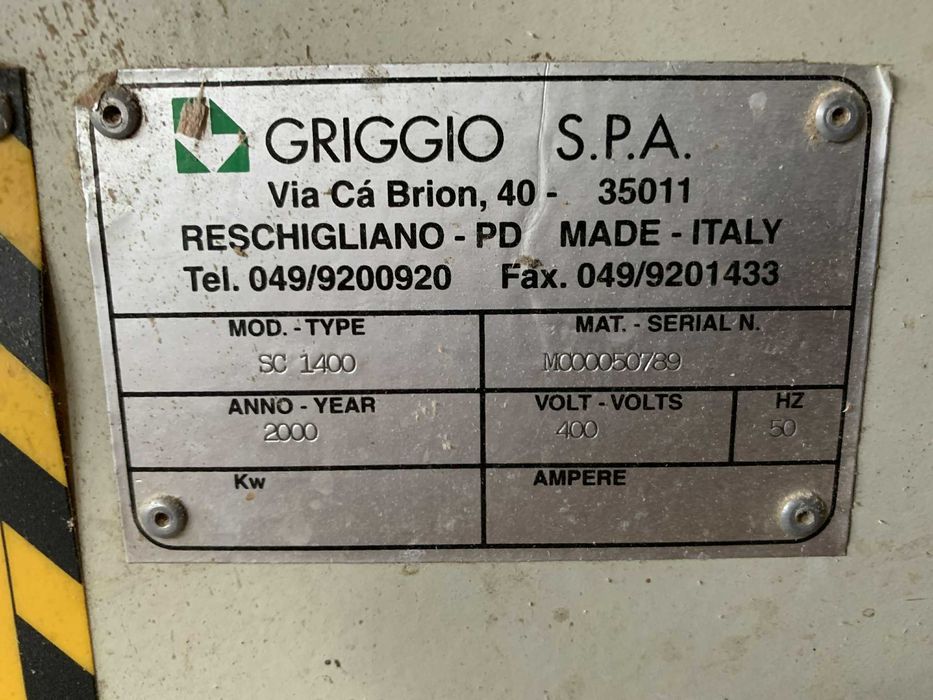 GRIGGIO S.P.A.
Via Cá Brion, 40 - 35011
RESCHIGLIANO - PD MADE - ITALY
Tel. 049/9200920 Fax. 049/9201433
MOD. - TYPE MAT. - SERIAL N.
SC 1400 MC00050789
ANNO - YEAR VOLT - VOLTS HZ
2000 400 50
Kw AMPERE